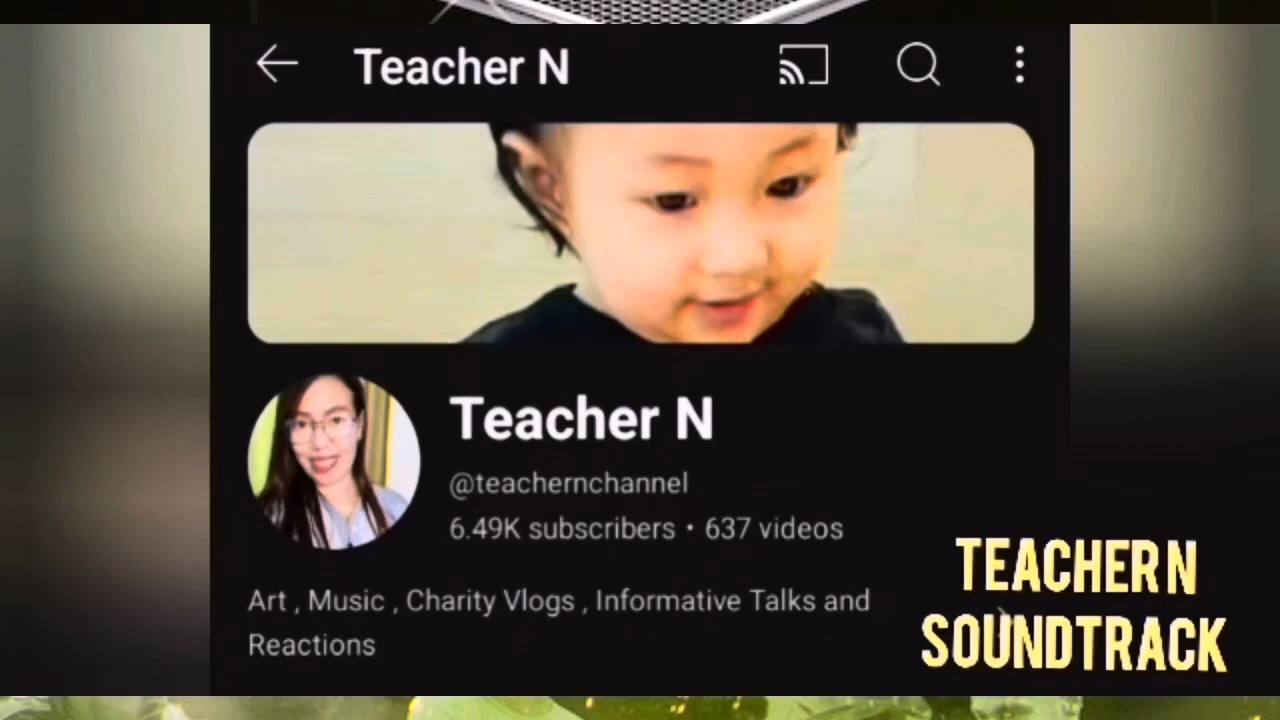 Teacher N
Teacher N
@teachernchannel
6.49K subscribers • 637 videos
Art , Music , Charity Vlogs , Informative Talks and
Reactions
TEACHER N
SOUNDTRACK